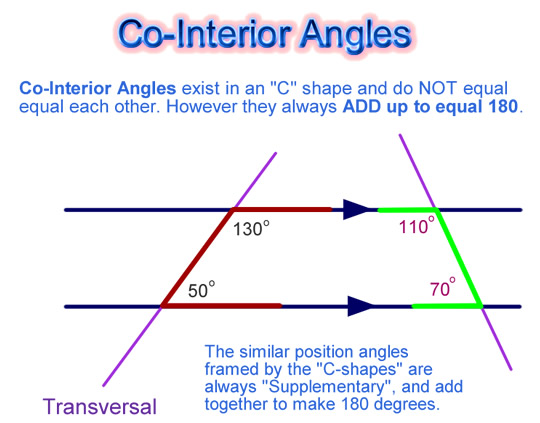 Co-Interior Angles
Co-Interior Angles exist in an "C" shape and do NOT equal
equal each other. However they always ADD up to equal 180.
130°
110°
50°
70°
The similar position angles
framed by the "C-shapes" are
always "Supplementary", and add
together to make 180 degrees.
Transversal